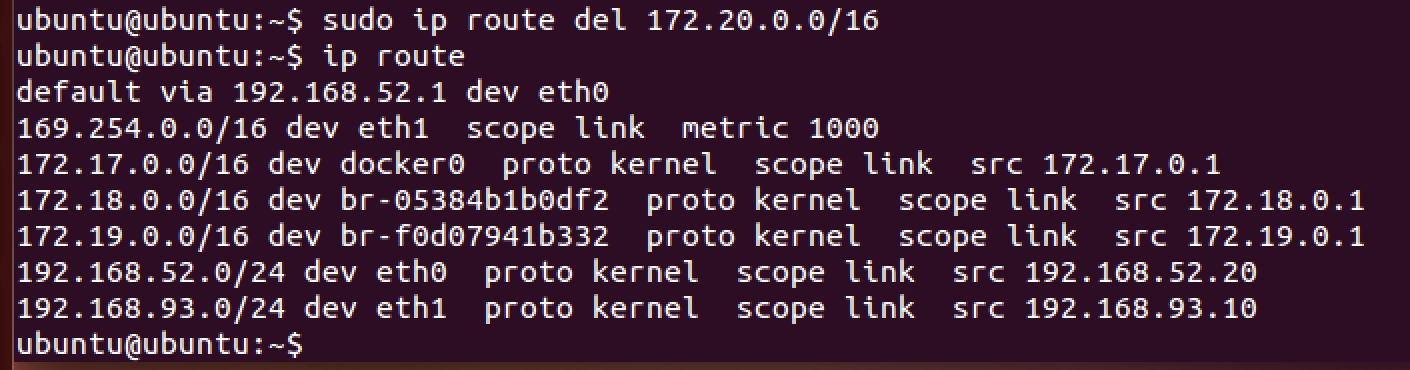 ubuntu@ubuntu:~$ sudo ip route del 172.20.0.0/16
ubuntu@ubuntu:~$ ip route
default via 192.168.52.1 dev eth0
169.254.0.0/16 dev eth1  scope link  metric 1000
172.17.0.0/16 dev docker0  proto kernel  scope link  src 172.17.0.1
172.18.0.0/16 dev br-05384b1b0df2  proto kernel  scope link  src 172.18.0.1
172.19.0.0/16 dev br-f0d07941b332  proto kernel  scope link  src 172.19.0.1
192.168.52.0/24 dev eth0  proto kernel  scope link  src 192.168.52.20
192.168.93.0/24 dev eth1  proto kernel  scope link  src 192.168.93.10
ubuntu@ubuntu:~$